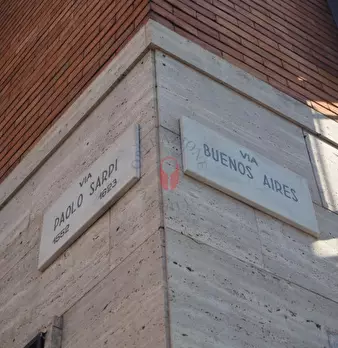 VIA
PAOLO SARPI
1552 1623
VIA
BUENOS AIRES